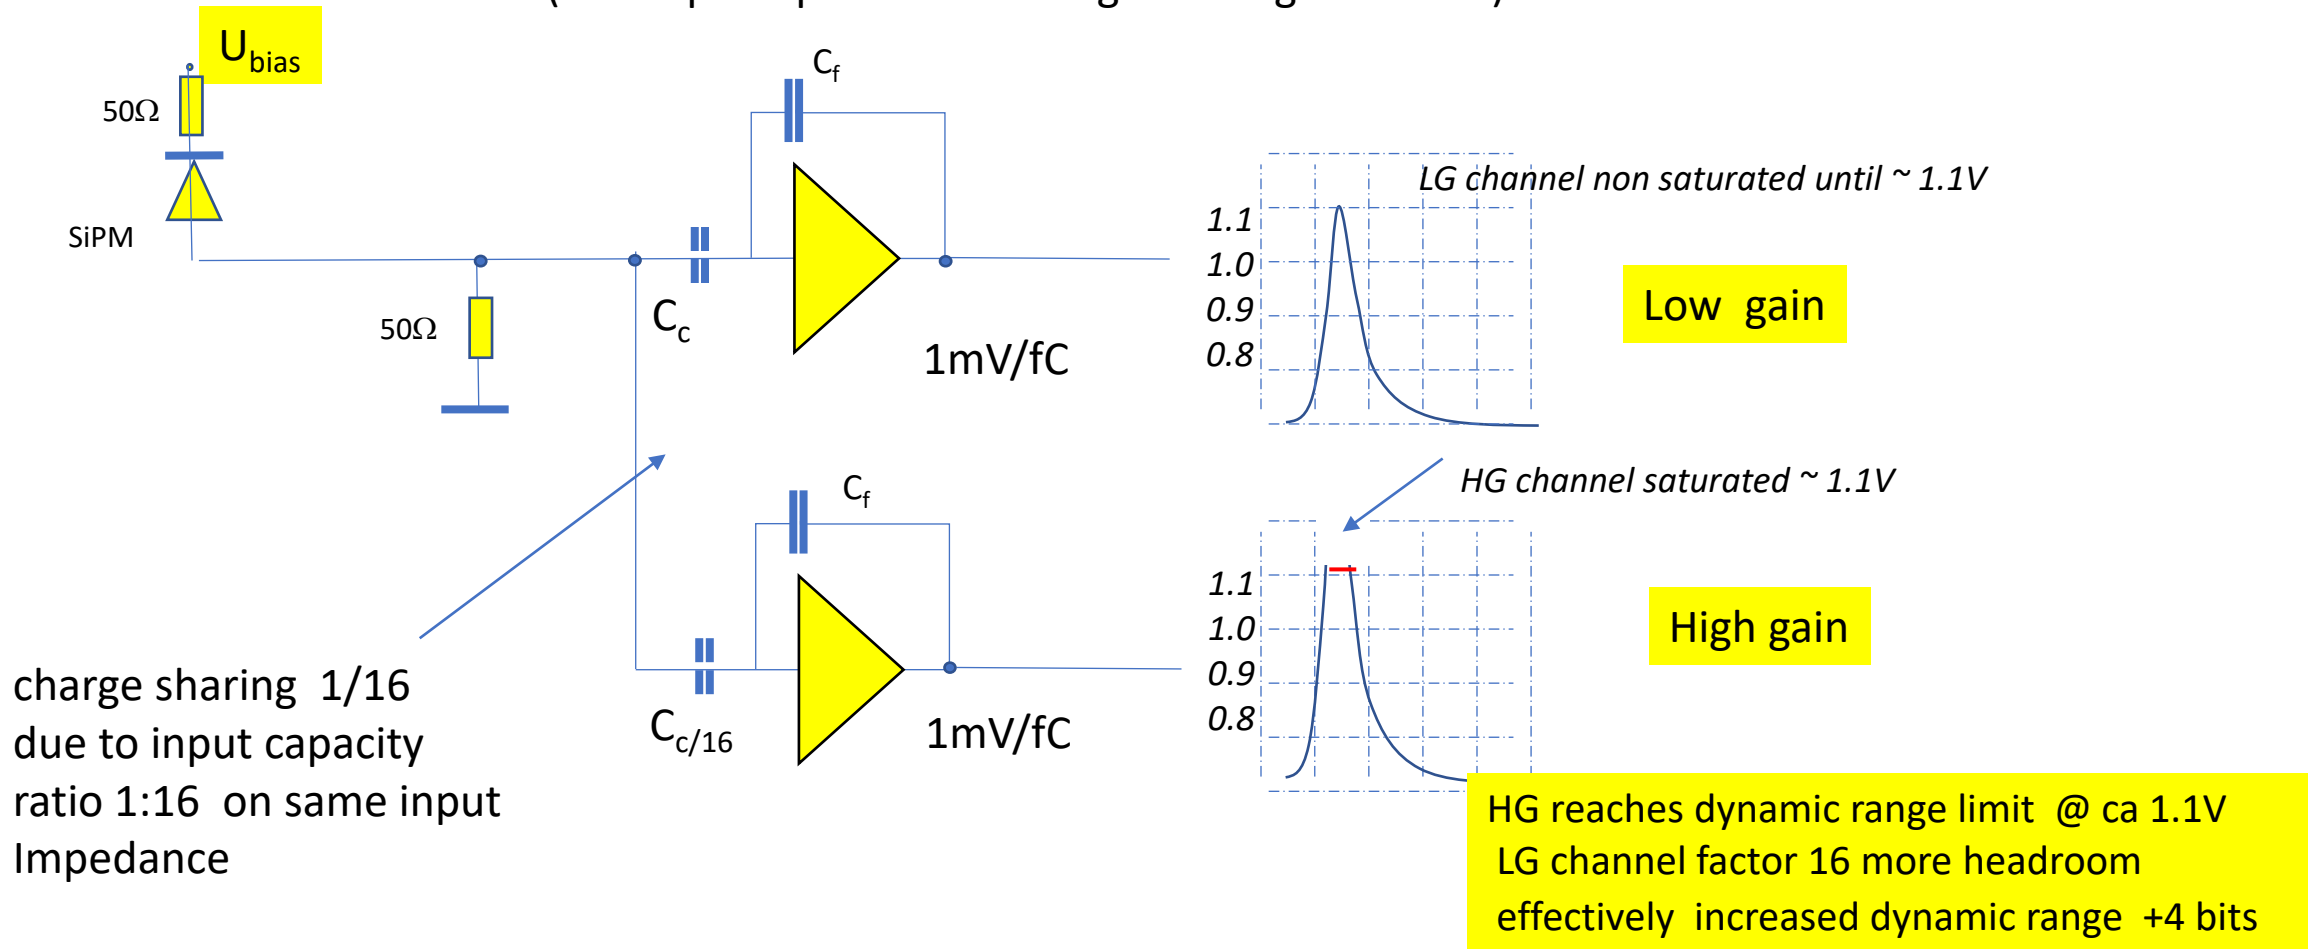 U_bias
C_f
50Ω
LG channel non saturated until ~ 1.1V
SiPM
1.1
1.0
0.9
0.8
Low gain
C_c
50Ω
1mV/fC
HG channel saturated ~ 1.1V
C_f
1.1
1.0
0.9
0.8
High gain
charge sharing 1/16
due to input capacity
ratio 1:16 on same input
Impedance
C_c/16
1mV/fC
HG reaches dynamic range limit @ ca 1.1V
LG channel factor 16 more headroom
effectively increased dynamic range +4 bits